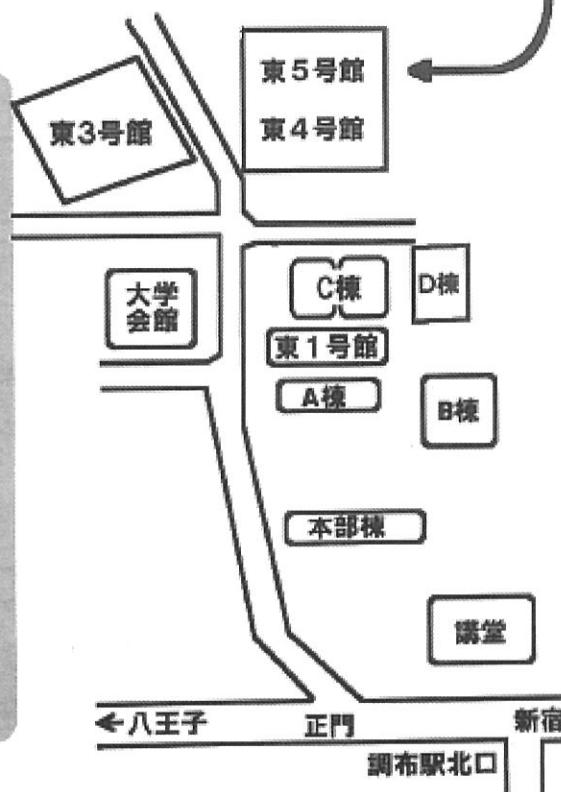 東5号館
東4号館
東3号館
C棟
D棟
大学
会館
東1号館
A棟
B棟
本部棟
講堂
←八王子
正門
新宿
調布駅北口